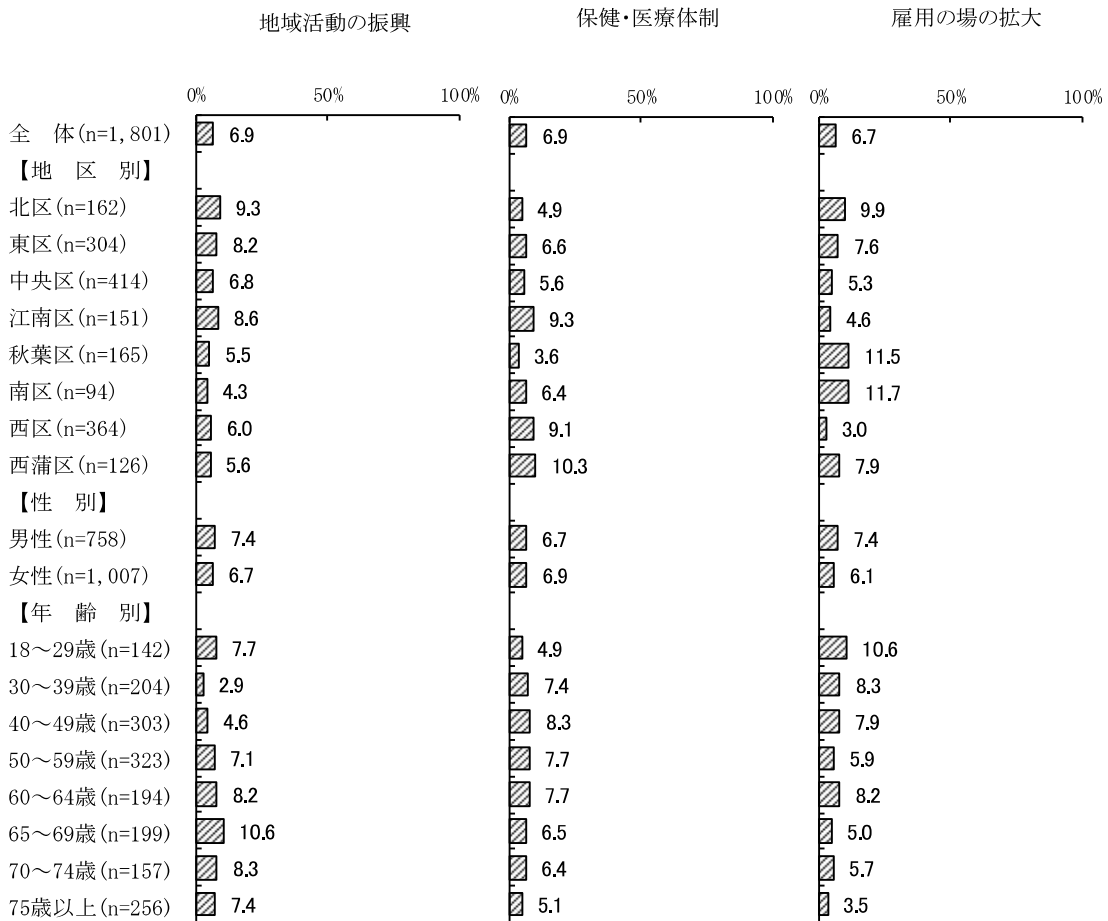 地域活動の振興 保健・医療体制 雇用の場の拡大
0% 50% 100% 0% 50% 100% 0% 50% 100%
全 体(n=1,801) 6.9 6.9 6.7
【地 区 別】
北区(n=162) 9.3 4.9 9.9
東区(n=304) 8.2 6.6 7.6
中央区(n=414) 6.8 5.6 5.3
江南区(n=151) 8.6 9.3 4.6
秋葉区(n=165) 5.5 3.6 11.5
南区(n=94) 4.3 6.4 11.7
西区(n=364) 6.0 9.1 3.0
西蒲区(n=126) 5.6 10.3 7.9
【性 別】
男性(n=758) 7.4 6.7 7.4
女性(n=1,007) 6.7 6.9 6.1
【年 齢 別】
18～29歳(n=142) 7.7 4.9 10.6
30～39歳(n=204) 2.9 7.4 8.3
40～49歳(n=303) 4.6 8.3 7.9
50～59歳(n=323) 7.1 7.7 5.9
60～64歳(n=194) 8.2 7.7 8.2
65～69歳(n=199) 10.6 6.5 5.0
70～74歳(n=157) 8.3 6.4 5.7
75歳以上(n=256) 7.4 5.1 3.5